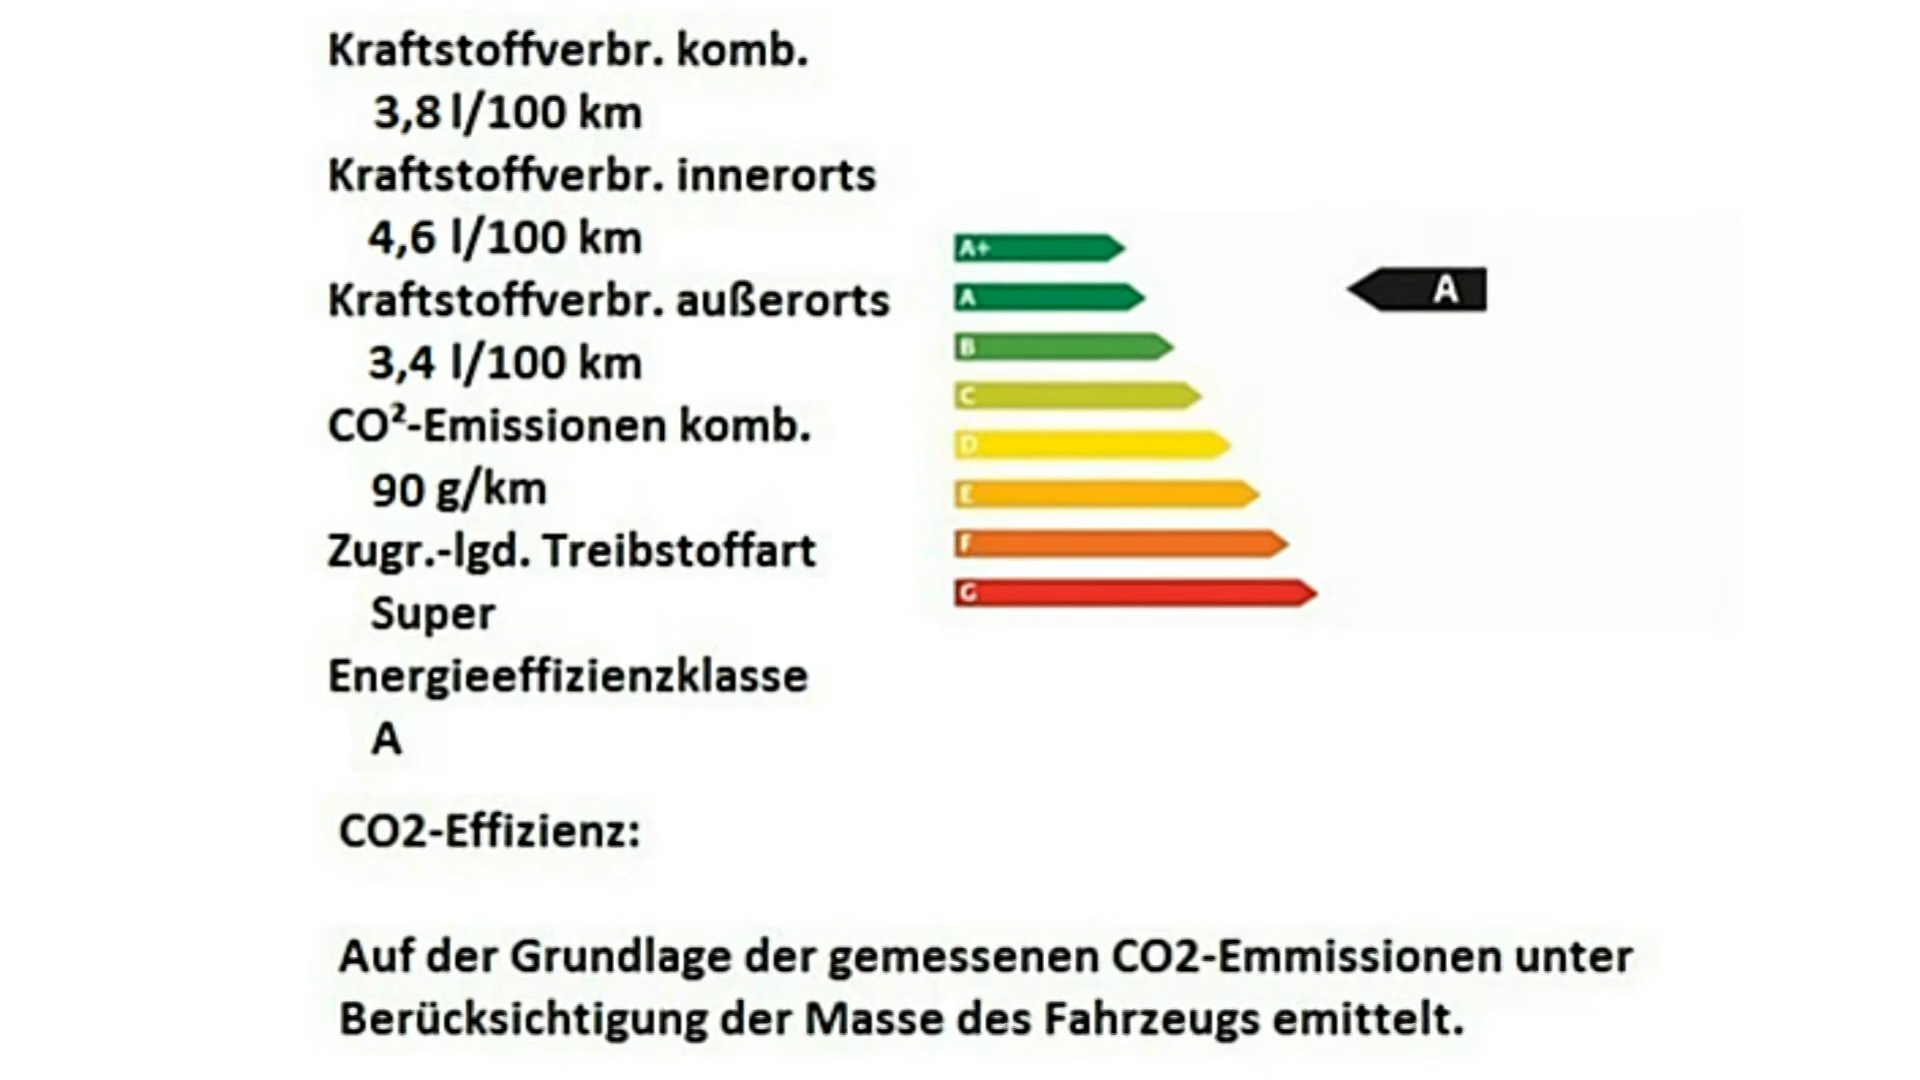 Kraftstoffverbr. komb.
3,8 l/100 km
Kraftstoffverbr. innerorts
4,6 l/100 km
Kraftstoffverbr. außerorts
3,4 l/100 km
CO²-Emissionen komb.
90 g/km
Zugr.-lgd. Treibstoffart
Super
Energieeffizienzklasse
A
A+
A
A
B
C
D
E
F
G
CO2-Effizienz:
Auf der Grundlage der gemessenen CO2-Emmissionen unter
Berücksichtigung der Masse des Fahrzeugs emittelt.